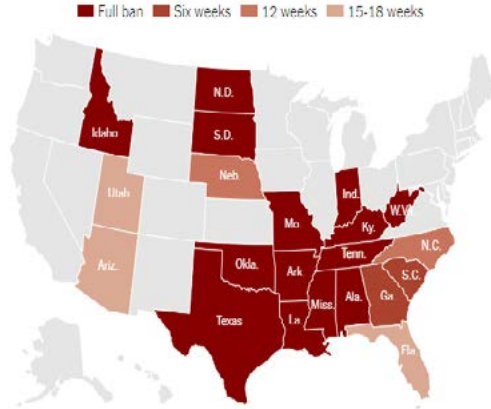 Full ban Six weeks 12 weeks 15-18 weeks
N.D.
Idaho
S.D.
Neb.
Utah
Ind.
W.V.
Mo.
Ky.
N.C.
Ariz.
Okla.
Ark.
Tenn.
S.C.
Miss.
Ala.
Ga.
Texas
La.
Fla.